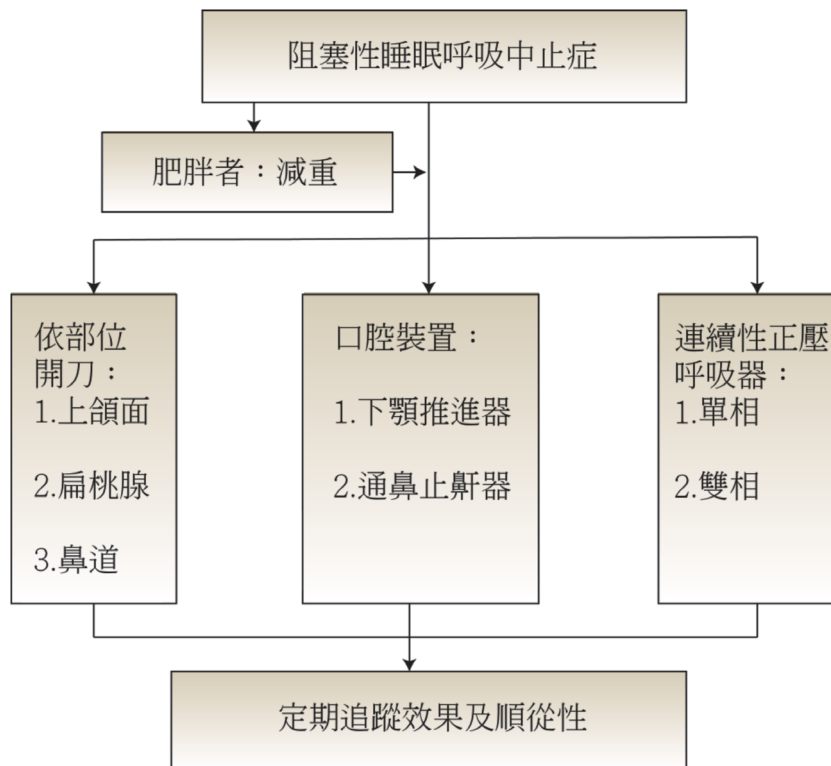 阻塞性睡眠呼吸中止症
肥胖者：減重
依部位
開刀：
1.上頜面
2.扁桃腺
3.鼻道
口腔裝置：
1.下顎推進器
2.通鼻止鼾器
連續性正壓
呼吸器：
1.單相
2.雙相
定期追蹤效果及順從性